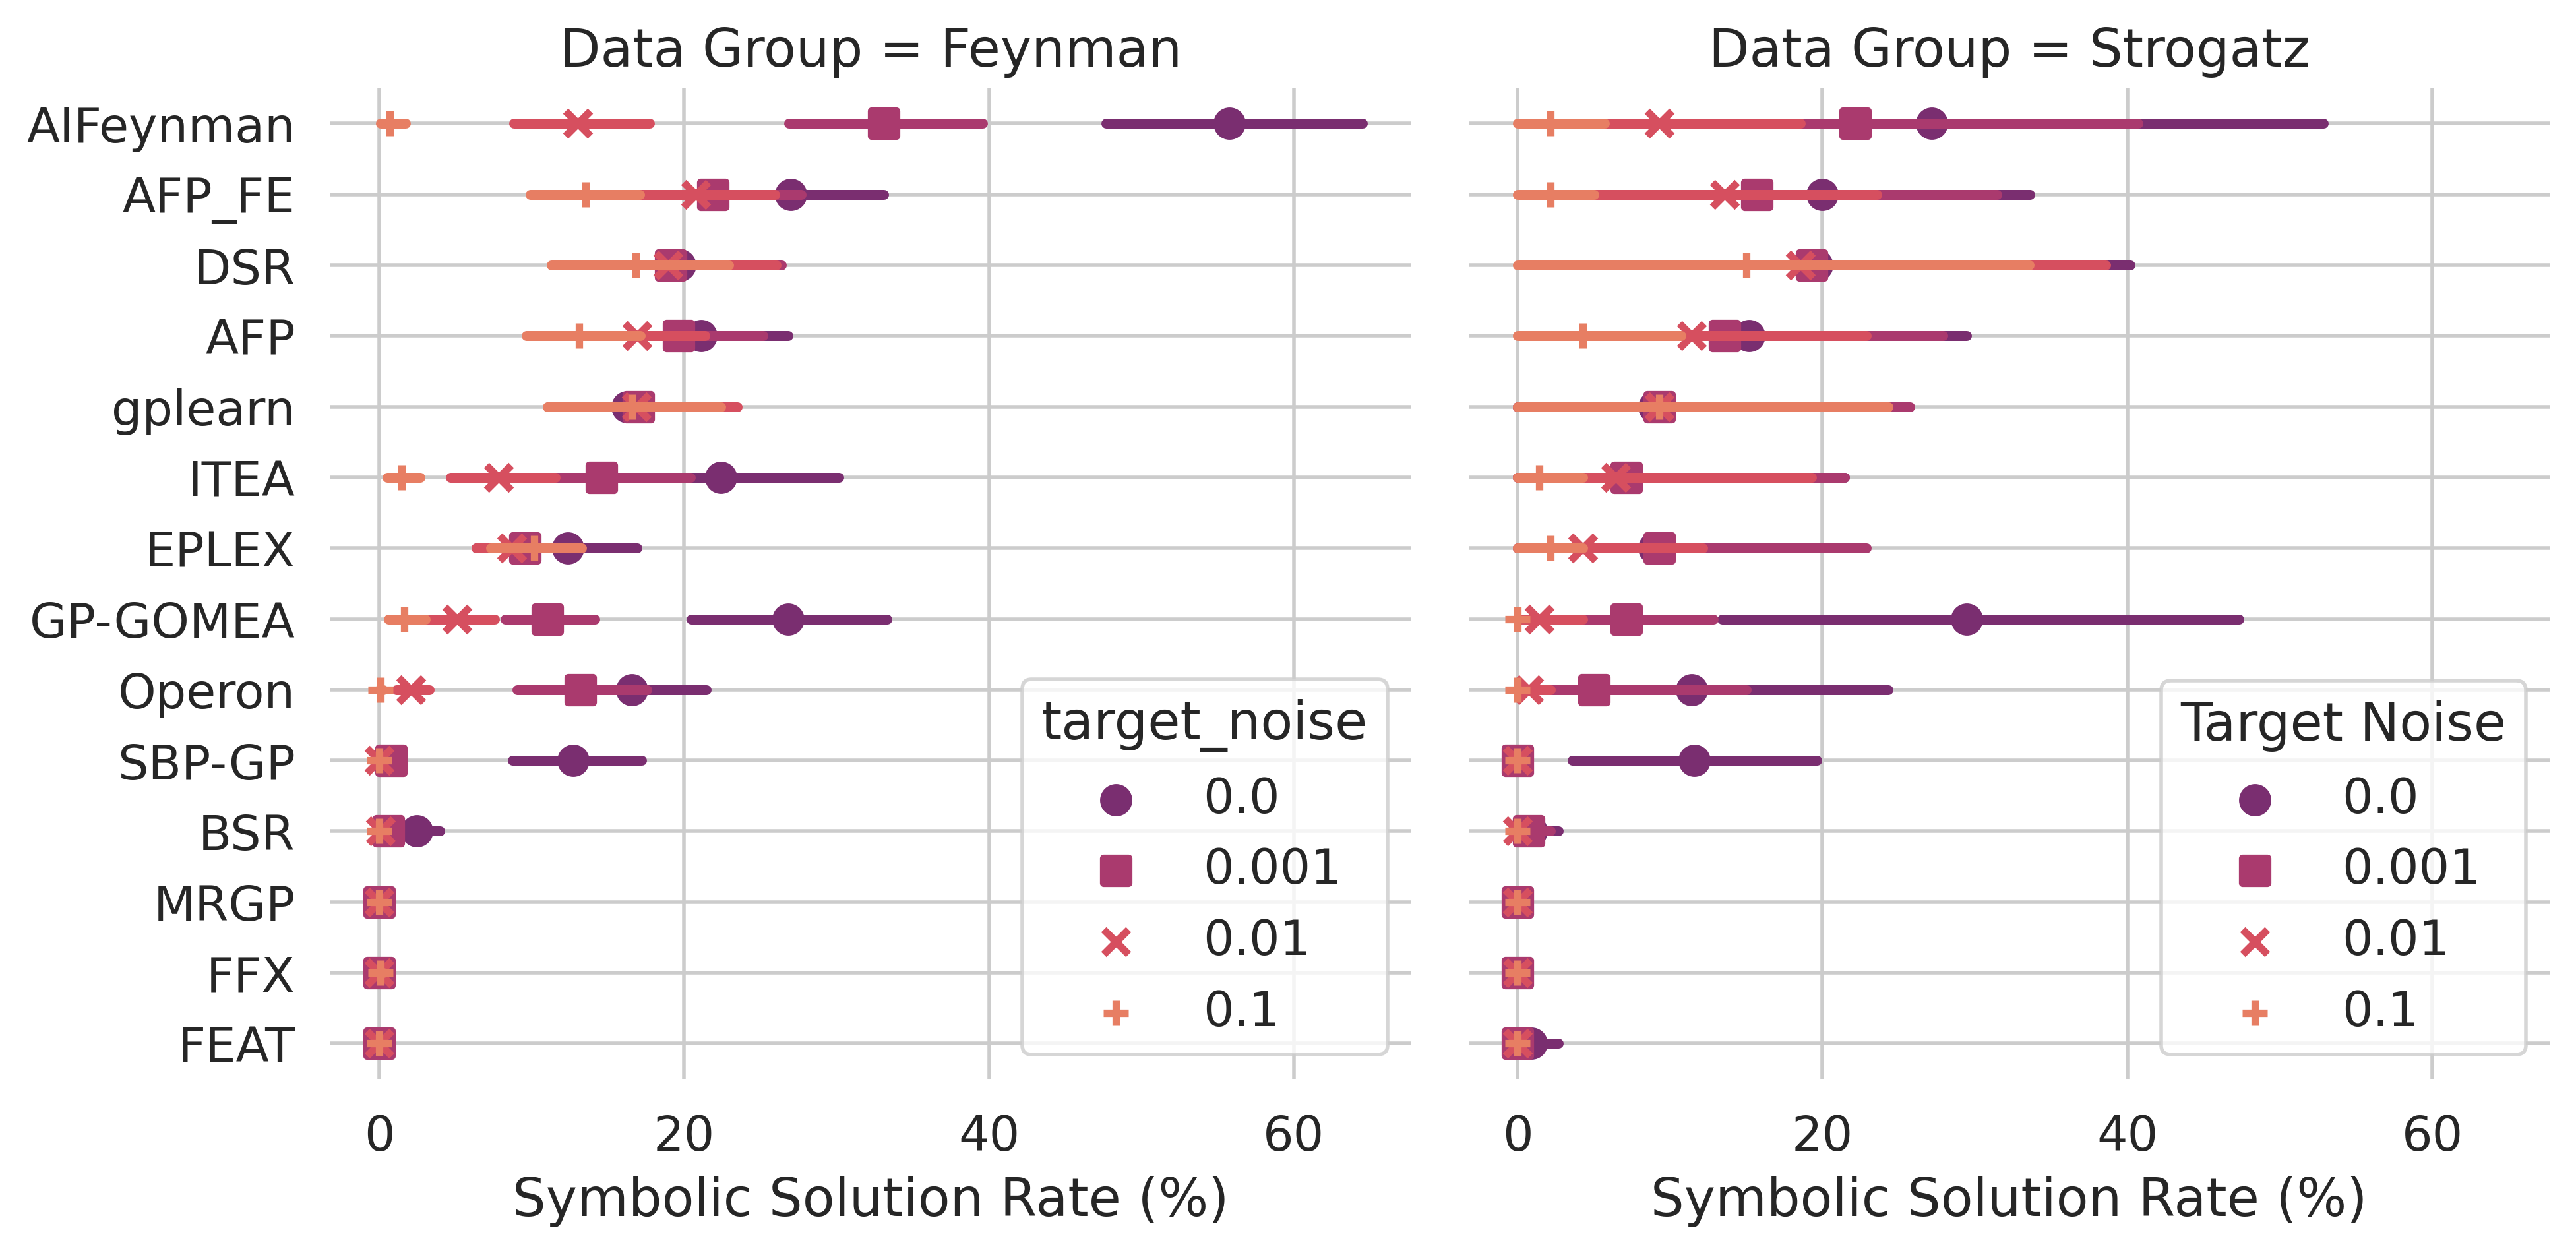 Data Group = Feynman
Data Group = Strogatz
AIFeynman
AFP_FE
DSR
AFP
gplearn
ITEA
EPLEX
GP-GOMEA
Operon
SBP-GP
BSR
MRGP
FFX
FEAT
target_noise
0.0
0.001
0.01
0.1
Target Noise
0.0
0.001
0.01
0.1
0 20 40 60
0 20 40 60
Symbolic Solution Rate (%)
Symbolic Solution Rate (%)